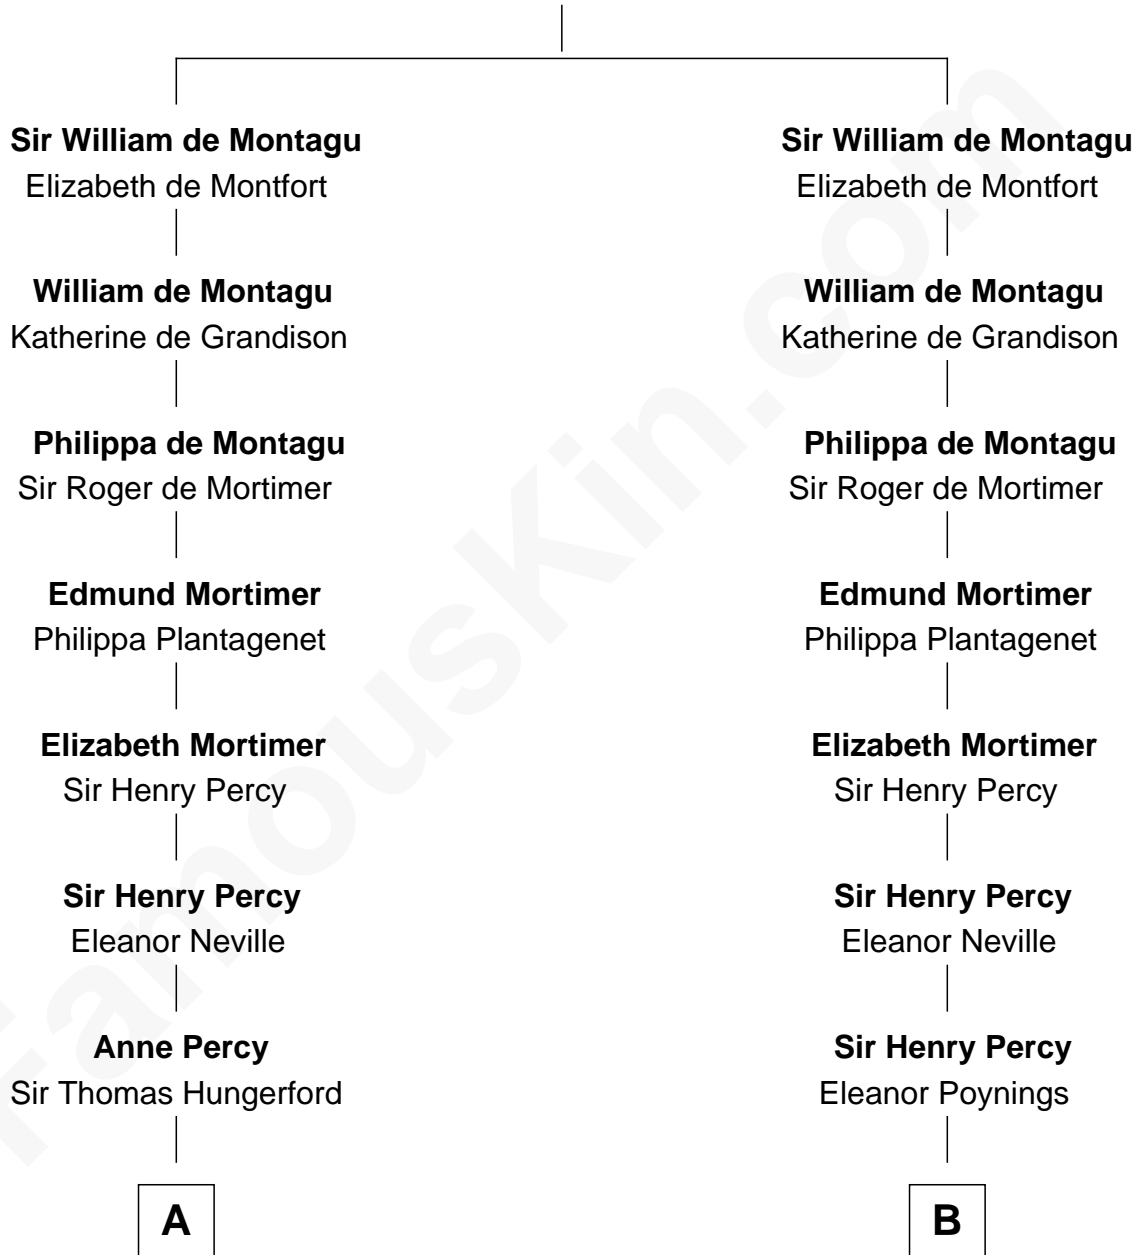 Sir William de Montagu
Elizabeth de Montfort
William de Montagu
Katherine de Grandison
Philippa de Montagu
Sir Roger de Mortimer
Edmund Mortimer
Philippa Plantagenet
Elizabeth Mortimer
Sir Henry Percy
Sir Henry Percy
Eleanor Neville
Anne Percy
Sir Thomas Hungerford
A
Sir William de Montagu
Elizabeth de Montfort
William de Montagu
Katherine de Grandison
Philippa de Montagu
Sir Roger de Mortimer
Edmund Mortimer
Philippa Plantagenet
Elizabeth Mortimer
Sir Henry Percy
Sir Henry Percy
Eleanor Neville
Sir Henry Percy
Eleanor Poynings
B
FamousKin.com